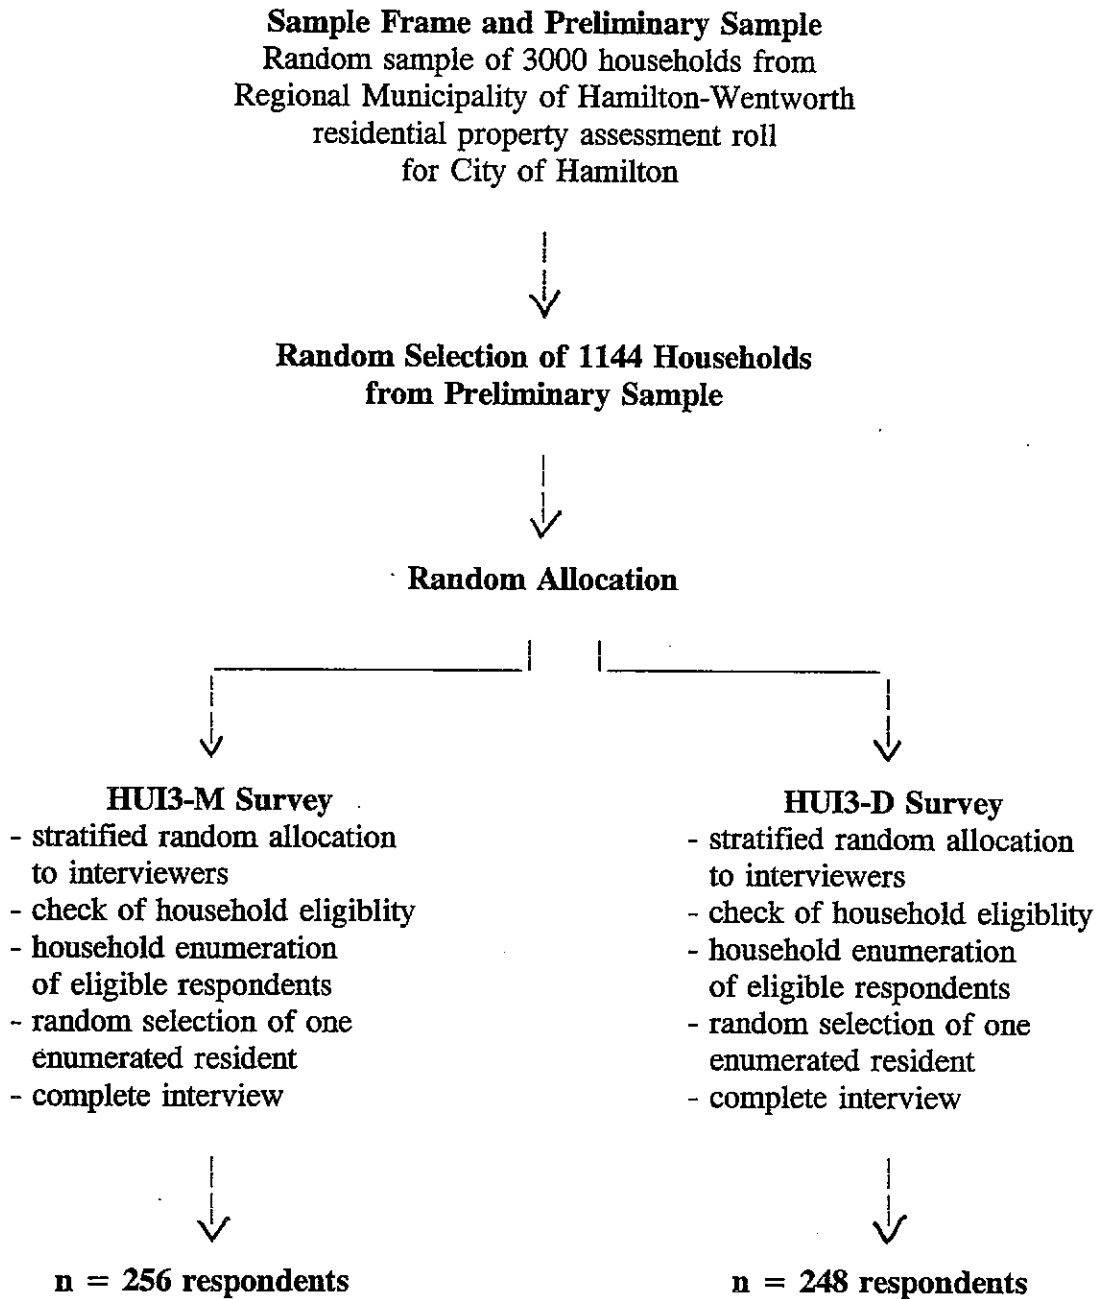 Sample Frame and Preliminary Sample
Random sample of 3000 households from
Regional Municipality of Hamilton-Wentworth
residential property assessment roll
for City of Hamilton
Random Selection of 1144 Households
from Preliminary Sample
Random Allocation
HUI3-M Survey
- stratified random allocation
to interviewers
- check of household eligiblity
- household enumeration
of eligible respondents
- random selection of one
enumerated resident
- complete interview
n = 256 respondents
HUI3-D Survey
- stratified random allocation
to interviewers
- check of household eligiblity
- household enumeration
of eligible respondents
- random selection of one
enumerated resident
- complete interview
n = 248 respondents